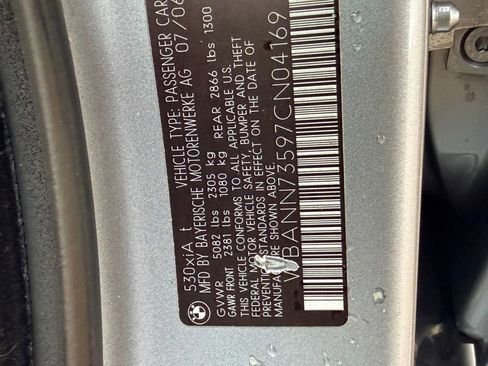 530xiA t
VEHICLE TYPE: PASSENGER CAR
MFD BY BAYERISCHE MOTORENWERKE AG 07/06
GVWR 5082 lbs 2305 kg
GAWR FRONT 2381 lbs 1080 kg REAR 2866 lbs 1300
THIS VEHICLE CONFORMS TO ALL APPLICABLE U.S.
FEDERAL MOTOR VEHICLE SAFETY, BUMPER AND THEFT
PREVENTION STANDARDS IN EFFECT ON THE DATE OF
MANUFACTURE SHOWN ABOVE.
BANN73597CN04169